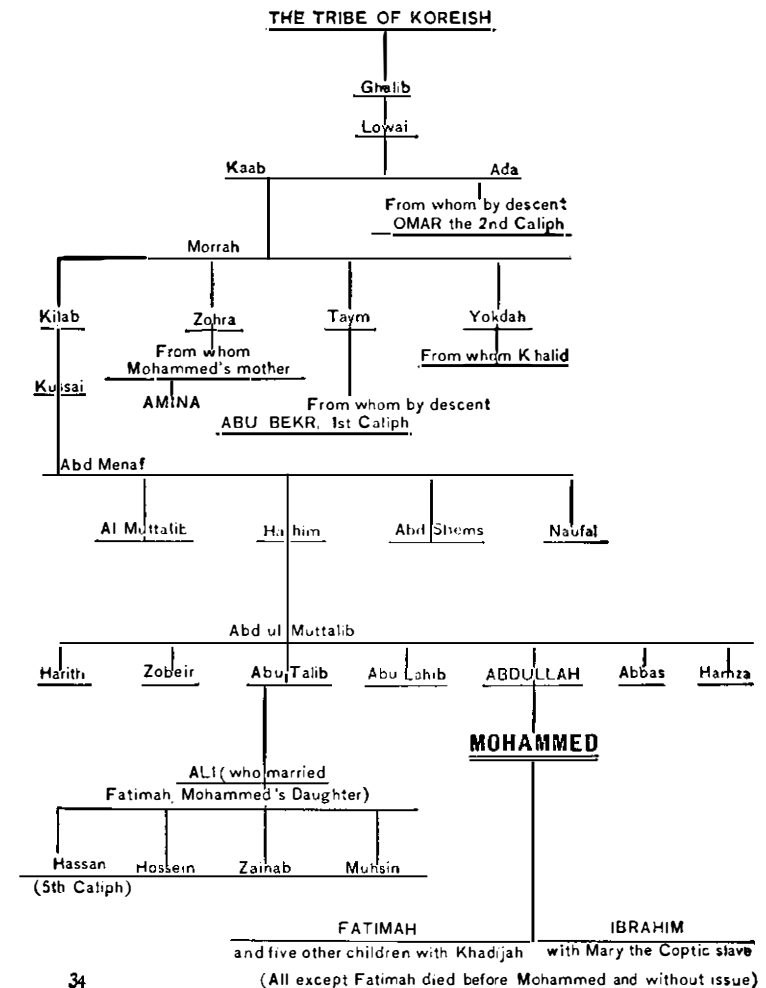 THE TRIBE OF KOREISH
Ghalib
Lowai
Kaab Ada
From whom by descent
OMAR the 2nd Caliph
Morrah
Kilab Zohra Taym Yokdah
From whom From whom Khalid
Mohammed's mother
Kussai
AMINA From whom by descent
ABU BEKR, 1st Caliph
Abd Menaf
Al Muttalib Hashim Abd Shems Naufal
Abd ul Muttalib
Harith Zobeir Abu Talib Abu Lahib ABDULLAH Abbas Hamza
MOHAMMED
ALI (who married
Fatimah, Mohammed's Daughter)
Hassan Hossein Zainab Muhsin
(5th Caliph)
FATIMAH IBRAHIM
and five other children with Khadijah with Mary the Coptic slave
34 (All except Fatimah died before Mohammed and without issue)